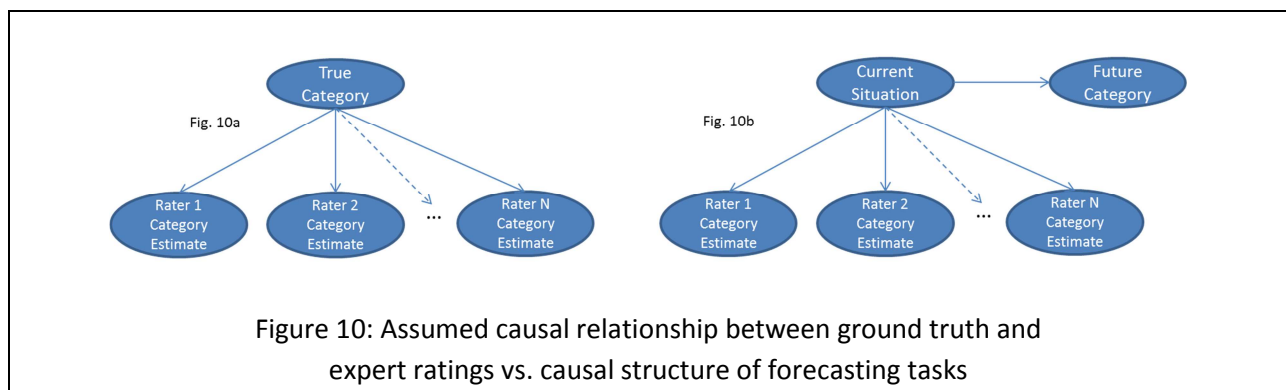 True
Category
Fig. 10a
Rater 1
Category
Estimate
Rater 2
Category
Estimate
...
Rater N
Category
Estimate
Current
Situation
Future
Category
Fig. 10b
Rater 1
Category
Estimate
Rater 2
Category
Estimate
...
Rater N
Category
Estimate
Figure 10: Assumed causal relationship between ground truth and
expert ratings vs. causal structure of forecasting tasks